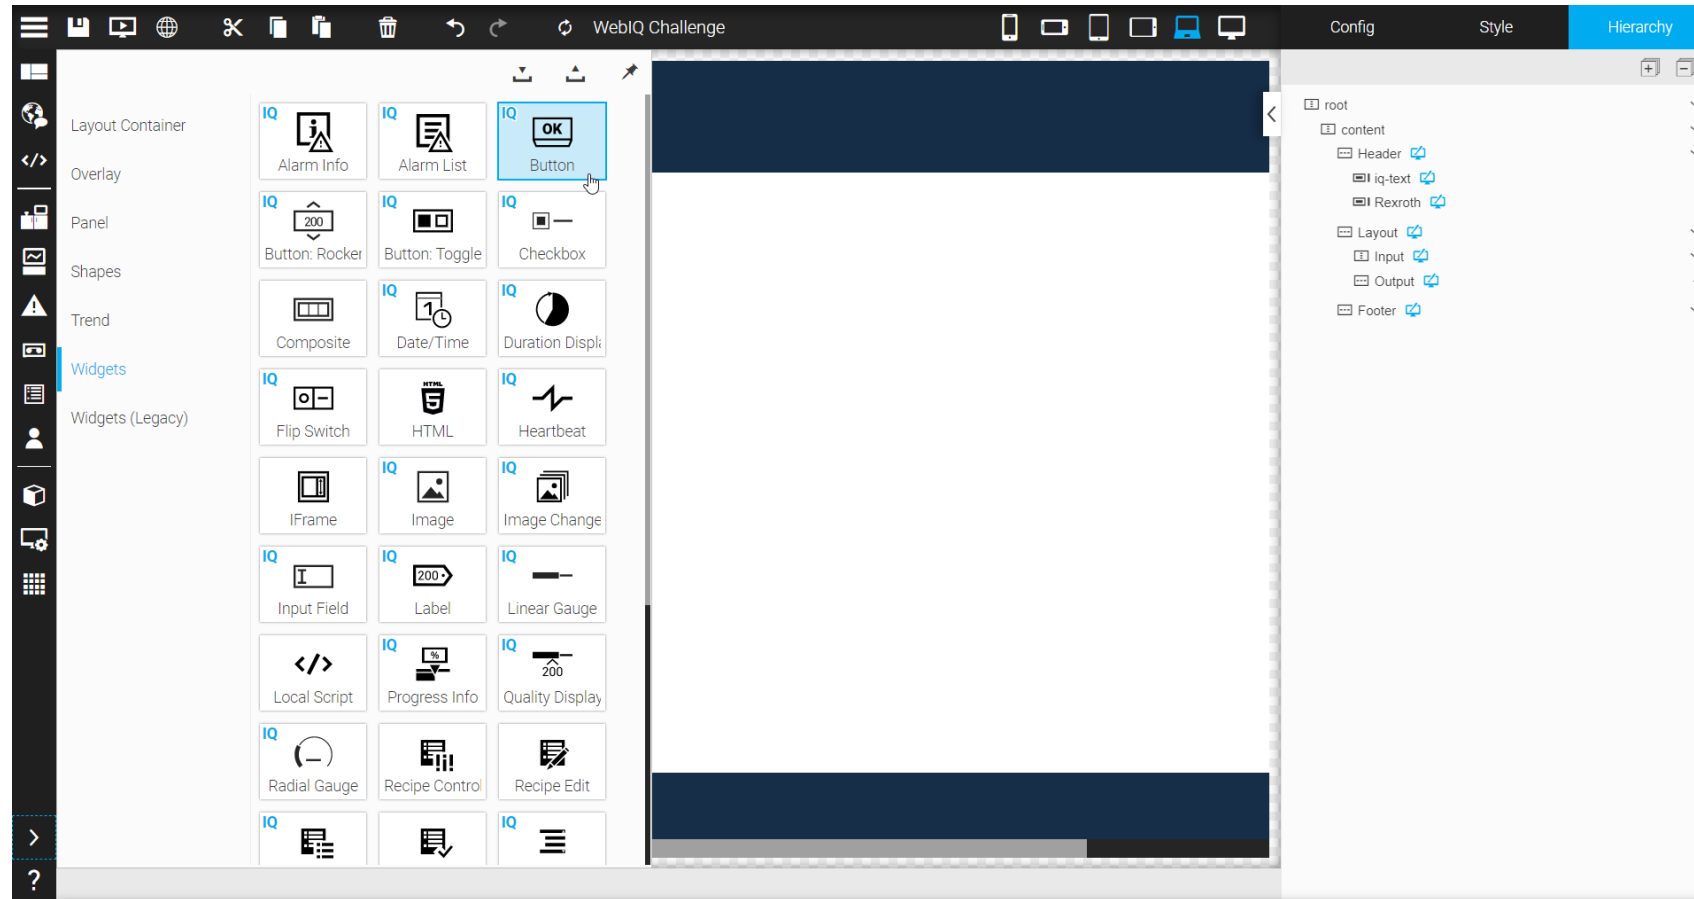 WebIQ Challenge
Config
Style
Hierarchy
Layout Container
Overlay
Panel
Shapes
Trend
Widgets
Widgets (Legacy)
IQ
Alarm Info
IQ
Alarm List
IQ
OK
Button
IQ
200
Button: Rocker
IQ
Button: Toggle
IQ
Checkbox
Composite
IQ
1
Date/Time
IQ
Duration Displ
IQ
Flip Switch
HTML
5
HTML
IQ
Heartbeat
IFrame
IQ
Image
IQ
Image Change
IQ
Input Field
IQ
200
Label
IQ
Linear Gauge
</>
Local Script
IQ
%
Progress Info
IQ
200
Quality Display
IQ
Radial Gauge
Recipe Control
Recipe Edit
IQ
IQ
root
content
Header
iq-text
Rexroth
Layout
Input
Output
Footer
</>
?